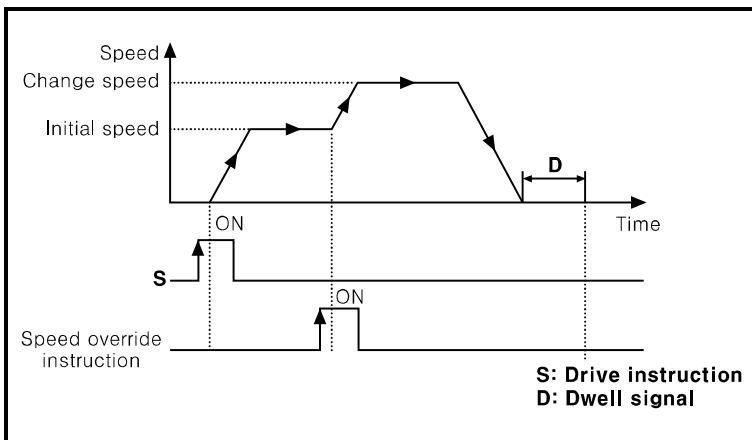 Speed
Change speed
Initial speed
D
Time
ON
S
ON
Speed override
instruction
S: Drive instruction
D: Dwell signal